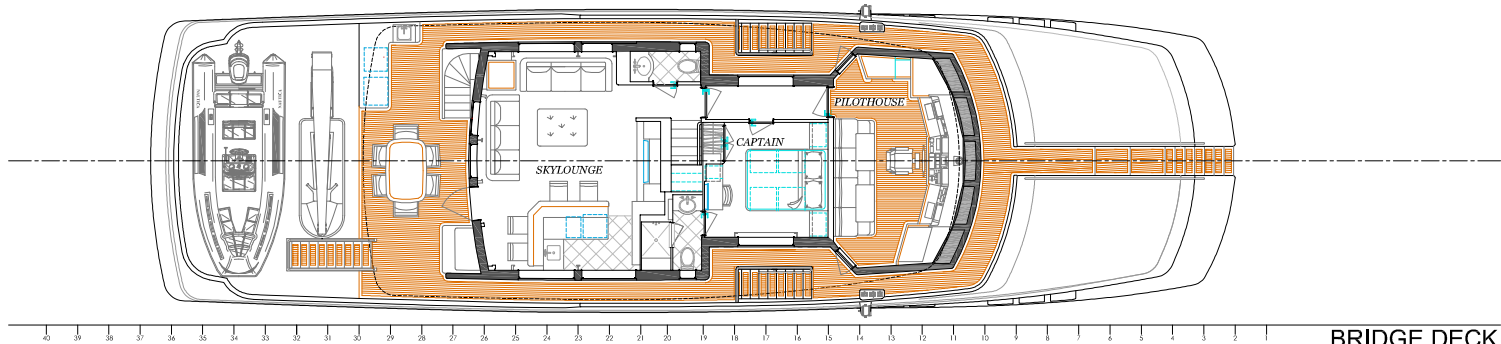 PILOTHOUSE
CAPTAIN
SKYLOUNGE
40 39 38 37 36 35 34 33 32 31 30 29 28 27 26 25 24 23 22 21 20 19 18 17 16 15 14 13 12 11 10 9 8 7 6 5 4 3 2 1
BRIDGE DECK